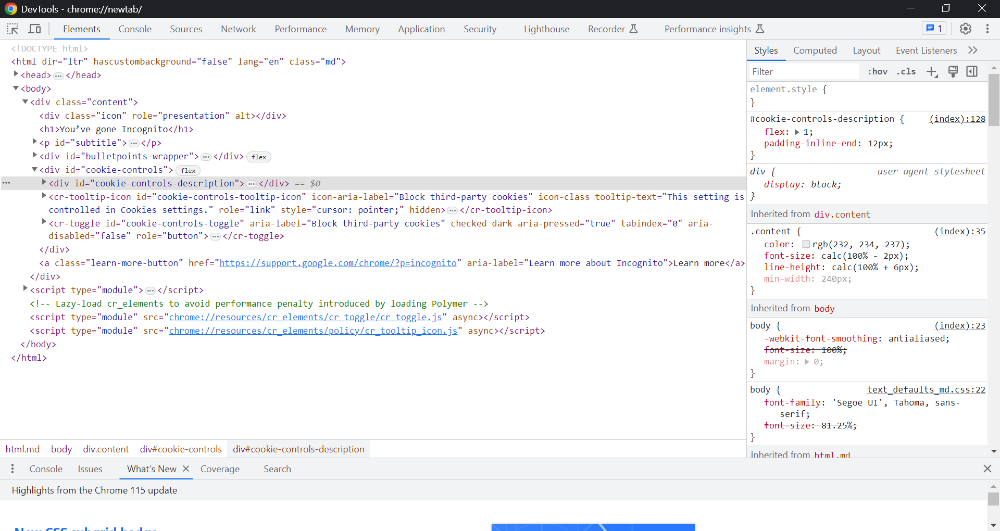 DevTools - chrome://newtab/
Elements Console Sources Network Performance Memory Application Security Lighthouse Recorder Performance insights 1
<!DOCTYPE html>
<html dir="ltr" hascustombackground="false" lang="en" class="md">
<head>…</head>
<body>
<div class="content">
<div class="icon" role="presentation" alt></div>
<h1>You’ve gone Incognito</h1>
<p id="subtitle">…</p>
<div id="bulletpoints-wrapper">…</div> flex
<div id="cookie-controls"> flex
… <div id="cookie-controls-description">…</div> == $0
<cr-tooltip-icon id="cookie-controls-tooltip-icon" icon-aria-label="Block third-party cookies" icon-class tooltip-text="This setting is
controlled in Cookies settings." role="link" style="cursor: pointer;" hidden>…</cr-tooltip-icon>
<cr-toggle id="cookie-controls-toggle" aria-label="Block third-party cookies" checked dark aria-pressed="true" tabindex="0" aria-
disabled="false" role="button">…</cr-toggle>
</div>
<a class="learn-more-button" href="https://support.google.com/chrome/?p=incognito" aria-label="Learn more about Incognito">Learn more</a>
</div>
<script type="module">…</script>
<!-- Lazy-load cr_elements to avoid performance penalty introduced by loading Polymer -->
<script type="module" src="chrome://resources/cr_elements/cr_toggle/cr_toggle.js" async></script>
<script type="module" src="chrome://resources/cr_elements/policy/cr_tooltip_icon.js" async></script>
</body>
</html>
html.md body div.content div#cookie-controls div#cookie-controls-description
Styles Computed Layout Event Listeners
Filter :hov .cls
element.style {
}
#cookie-controls-description { (index):128
flex: 1;
padding-inline-end: 12px;
}
div { user agent stylesheet
display: block;
}
Inherited from div.content
.content { (index):35
color: rgb(232, 234, 237);
font-size: calc(100% - 2px);
line-height: calc(100% + 6px);
min-width: 240px;
}
Inherited from body
body { (index):23
-webkit-font-smoothing: antialiased;
font-size: 100%;
margin: 0;
}
body { text_defaults_md.css:22
font-family: 'Segoe UI', Tahoma, sans-
serif;
font-size: 81.25%;
}
Inherited from html.md
Console Issues What's New Coverage Search
Highlights from the Chrome 115 update
New CSS subgrid badge